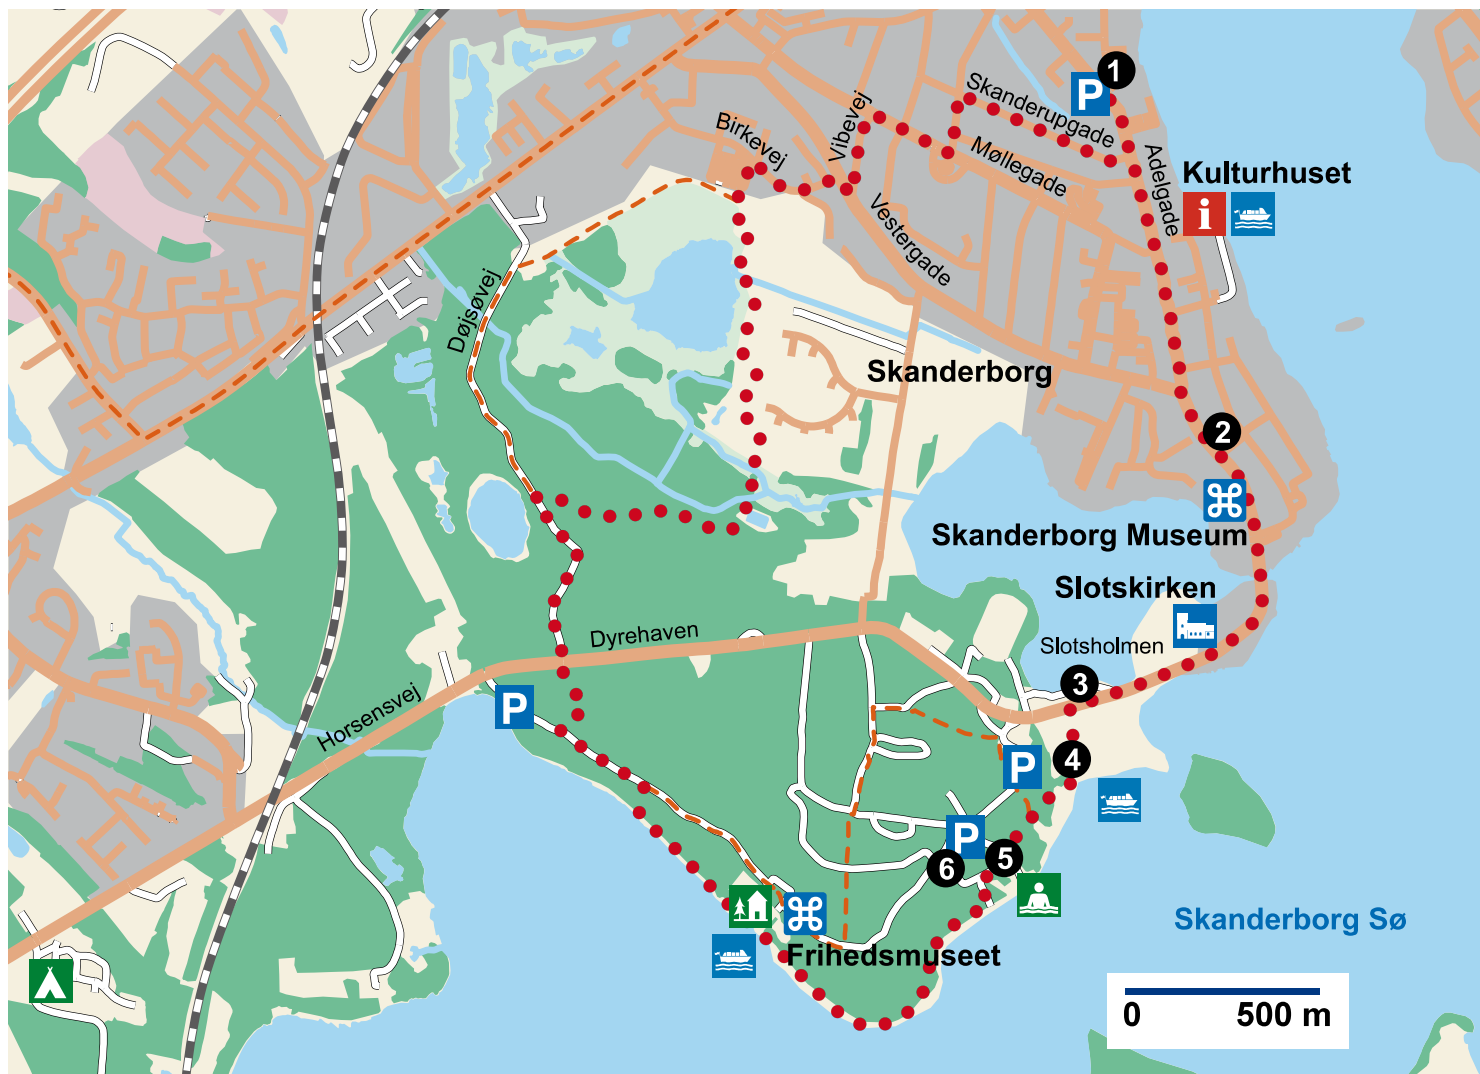 1
P
Skanderupgade
Vibevej
Birkevej
Møllegade
Adelgade
Kulturhuset
i
Vestergade
Døjsøvej
Skanderborg
2
Skanderborg Museum
Slotskirken
Dyrehaven
Slotsholmen
3
Horsensvej
P
4
P
P
5
6
Skanderborg Sø
Frihedsmuseet
0 500 m